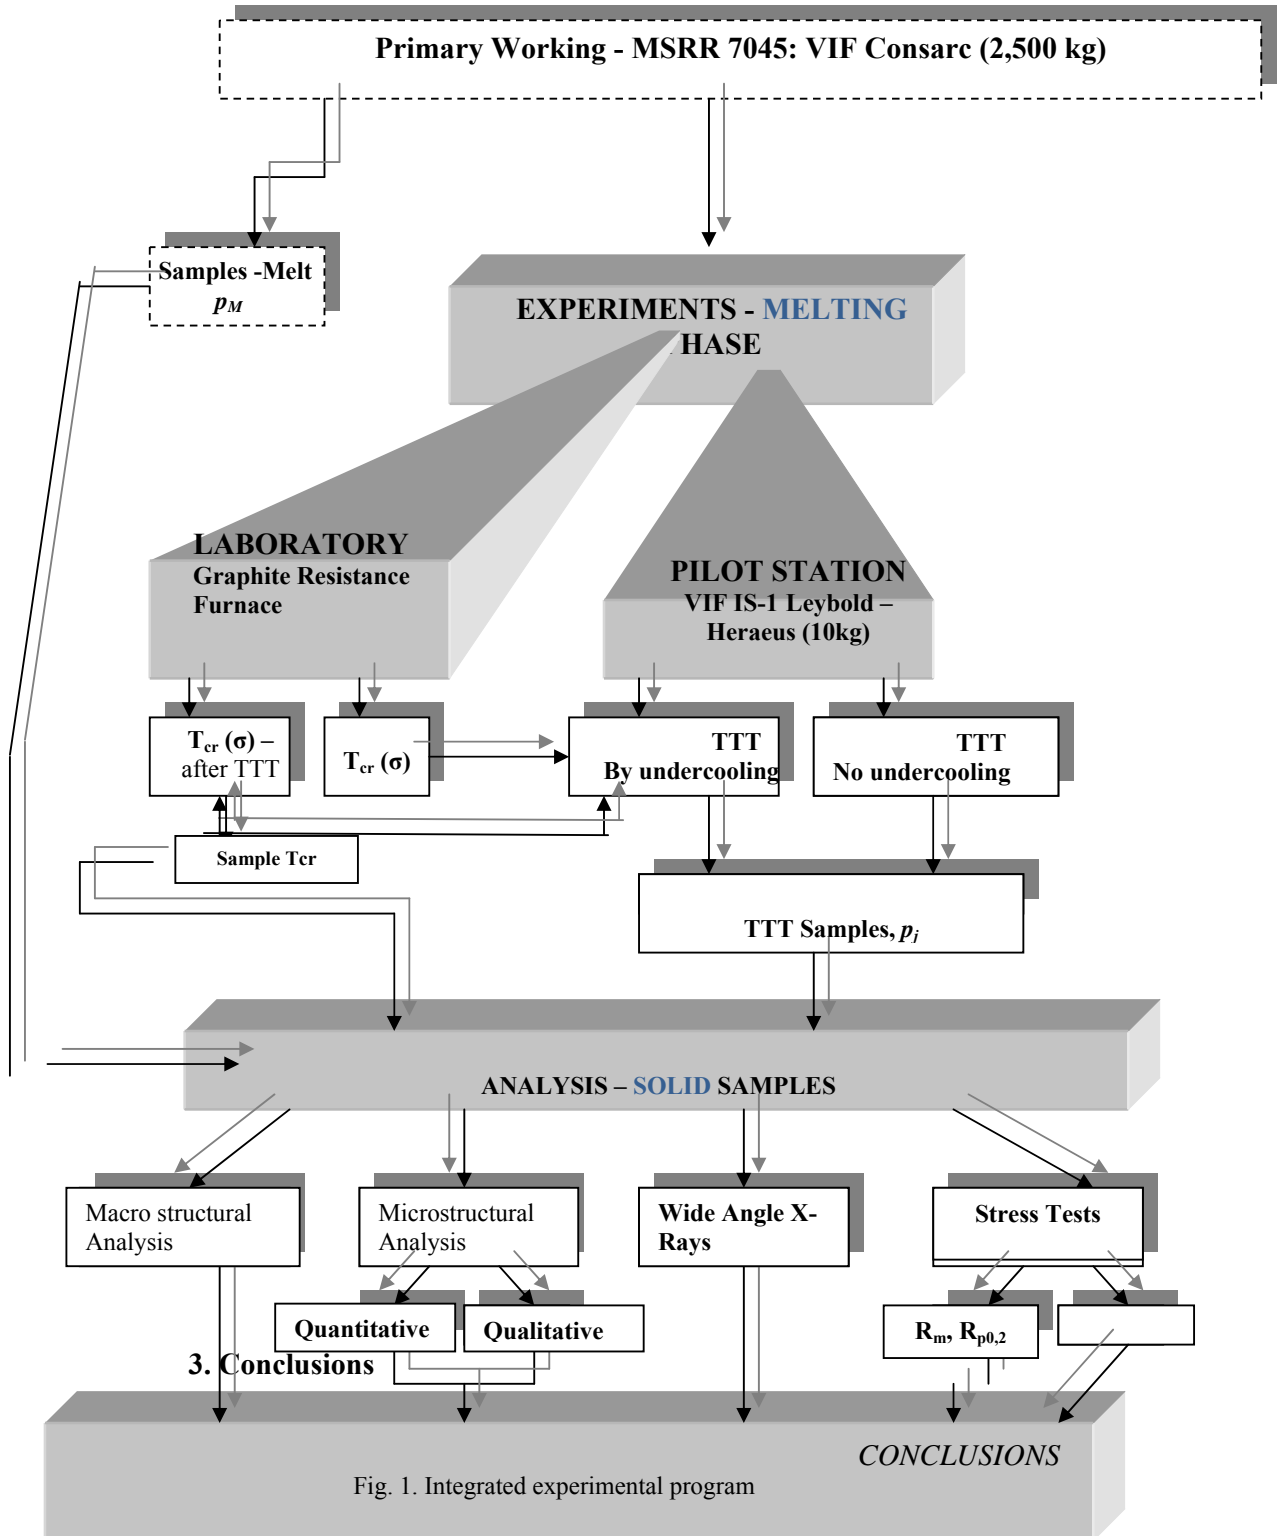 Primary Working - MSRR 7045: VIF Consarc (2,500 kg)
Samples -Melt
pM
EXPERIMENTS - MELTING
HASE
LABORATORY
Graphite Resistance
Furnace
PILOT STATION
VIF IS-1 Leybold –
Heraeus (10kg)
Tcr (σ) –
after TTT
Tcr (σ)
TTT
By undercooling
TTT
No undercooling
Sample Tcr
TTT Samples, pj
ANALYSIS – SOLID SAMPLES
Macro structural
Analysis
Microstructural
Analysis
Wide Angle X-
Rays
Stress Tests
Quantitative
Qualitative
Rm, Rp0,2
3. Conclusions
CONCLUSIONS
Fig. 1. Integrated experimental program